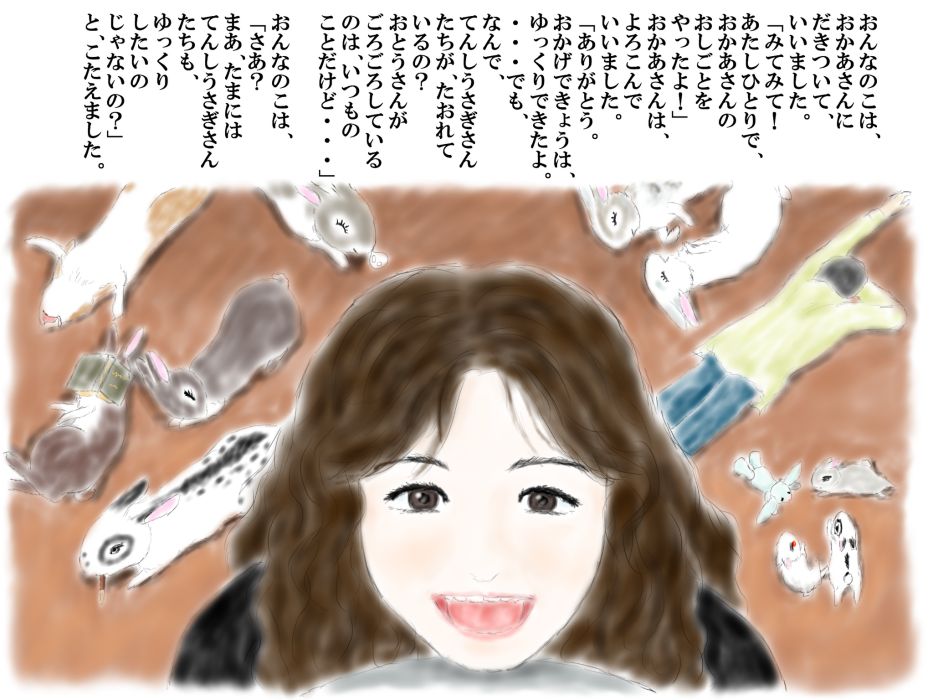 おんなのこは、
おかあさんに
だきついて、
いいました。
「みてみて！
あたしひとりで、
おかあさんの
おしごとを
やったよ！」
おかあさんは、
よろこんで
いいました。
「ありがとう。
おかげできょうは、
ゆっくりできたよ。
・・・でも、
なんで、
てんしうさぎさん
たちが、たおれて
いるの？
おとうさんが
ごろごろしている
のは、いつもの
ことだけど・・・」
おんなのこは、
「さあ？
まあ、たまには
てんしうさぎさん
たちも、
ゆっくり
したいの
じゃないの？」
と、こたえました。